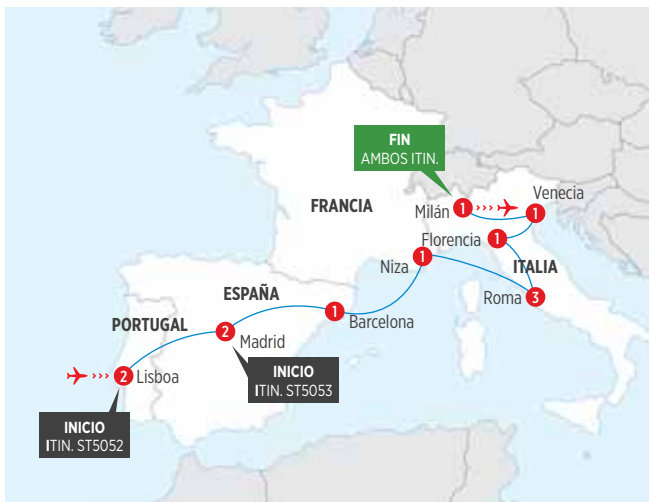 FIN
AMBOS ITIN.
FRANCIA
Milán
1
Venecia
1
Florencia
1
Niza
1
ITALIA
Roma
3
ESPAÑA
PORTUGAL
1
Barcelona
2
Madrid
2
Lisboa
INICIO
ITIN. ST5053
INICIO
ITIN. ST5052